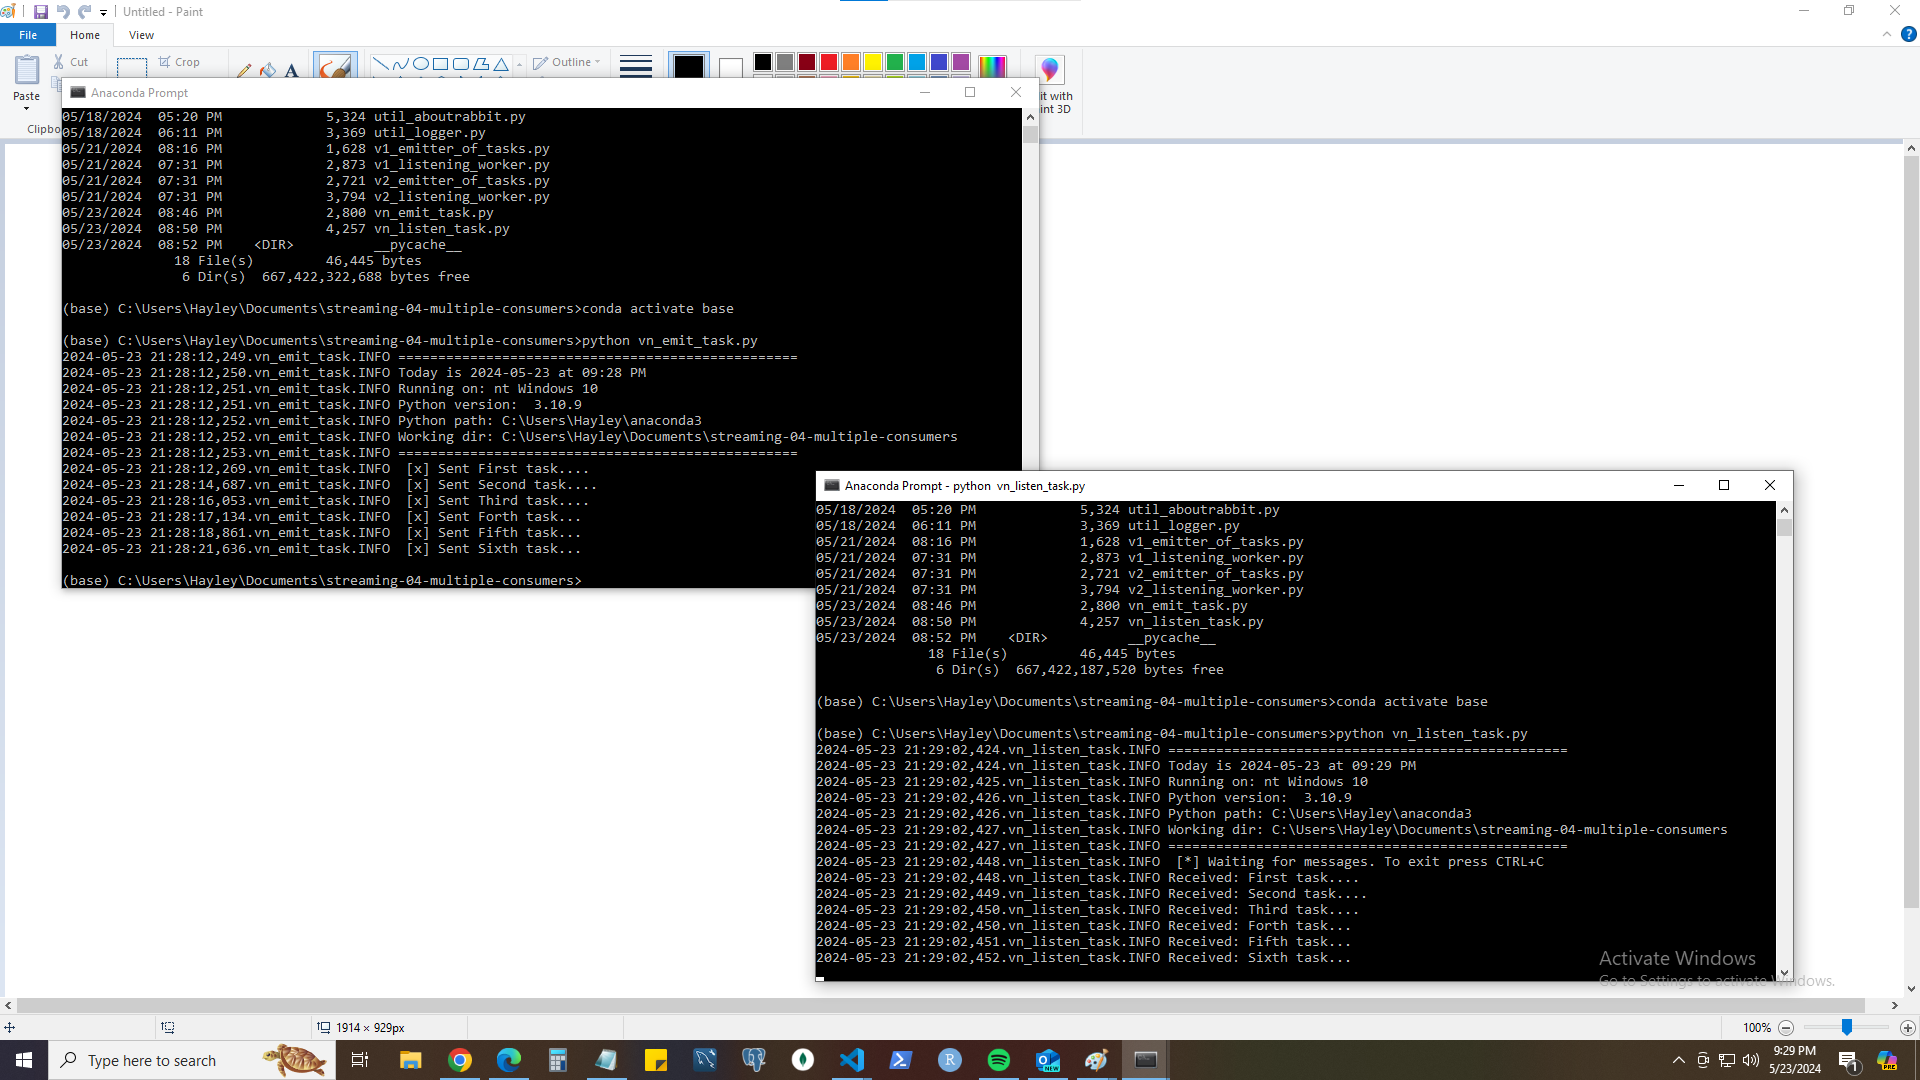 Untitled - Paint
File Home View
Paste
Cut
Crop
Outline
Clipbo
it with
int 3D
Anaconda Prompt
05/18/2024  05:20 PM             5,324 util_aboutrabbit.py
05/18/2024  06:11 PM             3,369 util_logger.py
05/21/2024  08:16 PM             1,628 v1_emitter_of_tasks.py
05/21/2024  07:31 PM             2,873 v1_listening_worker.py
05/21/2024  07:31 PM             2,721 v2_emitter_of_tasks.py
05/21/2024  07:31 PM             3,794 v2_listening_worker.py
05/23/2024  08:46 PM             2,800 vn_emit_task.py
05/23/2024  08:50 PM             4,257 vn_listen_task.py
05/23/2024  08:52 PM    <DIR>          __pycache__
18 File(s)         46,445 bytes
6 Dir(s)  667,422,322,688 bytes free
(base) C:\Users\Hayley\Documents\streaming-04-multiple-consumers>conda activate base
(base) C:\Users\Hayley\Documents\streaming-04-multiple-consumers>python vn_emit_task.py
2024-05-23 21:28:12,249.vn_emit_task.INFO ==================================================
2024-05-23 21:28:12,250.vn_emit_task.INFO Today is 2024-05-23 at 09:28 PM
2024-05-23 21:28:12,251.vn_emit_task.INFO Running on: nt Windows 10
2024-05-23 21:28:12,251.vn_emit_task.INFO Python version:  3.10.9
2024-05-23 21:28:12,252.vn_emit_task.INFO Python path: C:\Users\Hayley\anaconda3
2024-05-23 21:28:12,252.vn_emit_task.INFO Working dir: C:\Users\Hayley\Documents\streaming-04-multiple-consumers
2024-05-23 21:28:12,253.vn_emit_task.INFO ==================================================
2024-05-23 21:28:12,269.vn_emit_task.INFO  [x] Sent First task....
2024-05-23 21:28:14,687.vn_emit_task.INFO  [x] Sent Second task....
2024-05-23 21:28:16,053.vn_emit_task.INFO  [x] Sent Third task....
2024-05-23 21:28:17,134.vn_emit_task.INFO  [x] Sent Forth task...
2024-05-23 21:28:18,861.vn_emit_task.INFO  [x] Sent Fifth task...
2024-05-23 21:28:21,636.vn_emit_task.INFO  [x] Sent Sixth task...
(base) C:\Users\Hayley\Documents\streaming-04-multiple-consumers>
Anaconda Prompt - python  vn_listen_task.py
05/18/2024  05:20 PM             5,324 util_aboutrabbit.py
05/18/2024  06:11 PM             3,369 util_logger.py
05/21/2024  08:16 PM             1,628 v1_emitter_of_tasks.py
05/21/2024  07:31 PM             2,873 v1_listening_worker.py
05/21/2024  07:31 PM             2,721 v2_emitter_of_tasks.py
05/21/2024  07:31 PM             3,794 v2_listening_worker.py
05/23/2024  08:46 PM             2,800 vn_emit_task.py
05/23/2024  08:50 PM             4,257 vn_listen_task.py
05/23/2024  08:52 PM    <DIR>          __pycache__
18 File(s)         46,445 bytes
6 Dir(s)  667,422,187,520 bytes free
(base) C:\Users\Hayley\Documents\streaming-04-multiple-consumers>conda activate base
(base) C:\Users\Hayley\Documents\streaming-04-multiple-consumers>python vn_listen_task.py
2024-05-23 21:29:02,424.vn_listen_task.INFO ==================================================
2024-05-23 21:29:02,424.vn_listen_task.INFO Today is 2024-05-23 at 09:29 PM
2024-05-23 21:29:02,425.vn_listen_task.INFO Running on: nt Windows 10
2024-05-23 21:29:02,426.vn_listen_task.INFO Python version:  3.10.9
2024-05-23 21:29:02,426.vn_listen_task.INFO Python path: C:\Users\Hayley\anaconda3
2024-05-23 21:29:02,427.vn_listen_task.INFO Working dir: C:\Users\Hayley\Documents\streaming-04-multiple-consumers
2024-05-23 21:29:02,427.vn_listen_task.INFO ==================================================
2024-05-23 21:29:02,448.vn_listen_task.INFO  [*] Waiting for messages. To exit press CTRL+C
2024-05-23 21:29:02,448.vn_listen_task.INFO Received: First task....
2024-05-23 21:29:02,449.vn_listen_task.INFO Received: Second task....
2024-05-23 21:29:02,450.vn_listen_task.INFO Received: Third task....
2024-05-23 21:29:02,450.vn_listen_task.INFO Received: Forth task...
2024-05-23 21:29:02,451.vn_listen_task.INFO Received: Fifth task...
2024-05-23 21:29:02,452.vn_listen_task.INFO Received: Sixth task...
Activate Windows
Go to Settings to activate Windows.
1914 × 929px
100%
Type here to search
9:29 PM
5/23/2024
1